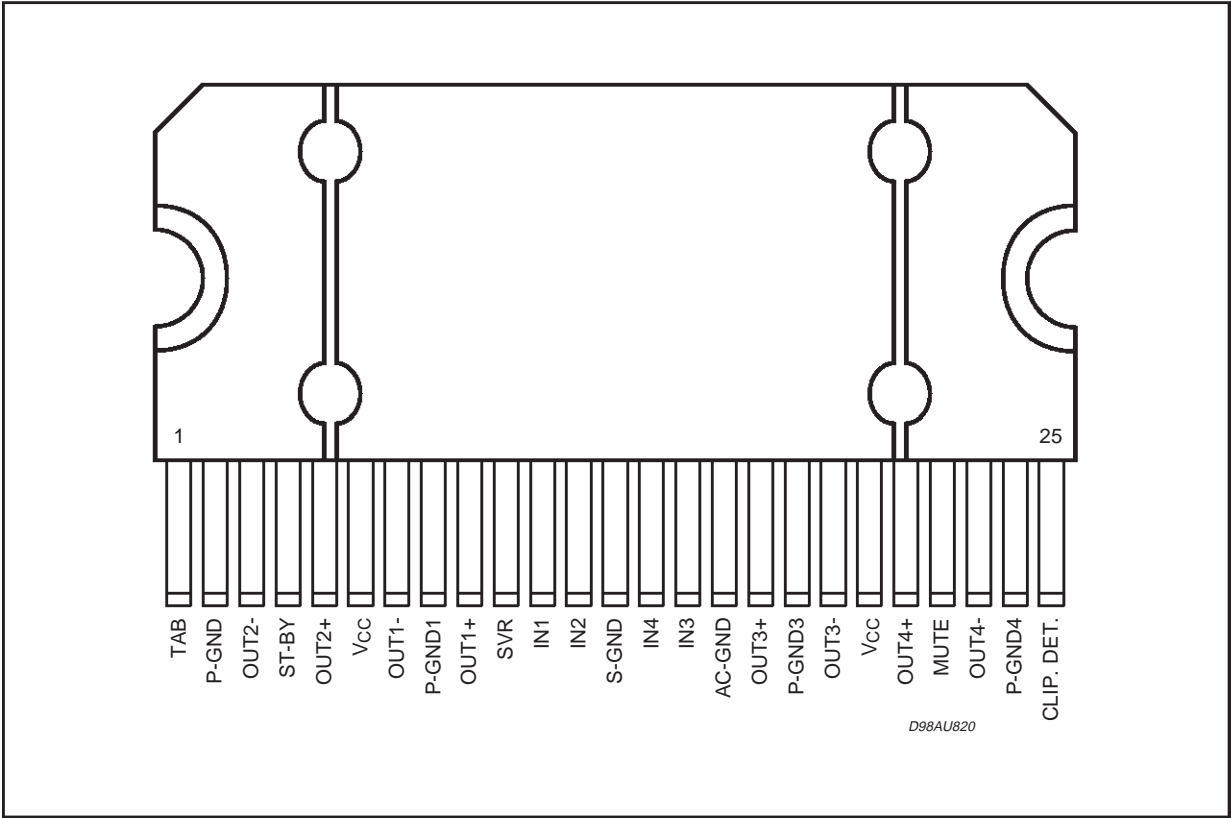 1
25
TAB
P-GND
OUT2-
ST-BY
OUT2+
VCC
OUT1-
P-GND1
OUT1+
SVR
IN1
IN2
S-GND
IN4
IN3
AC-GND
OUT3+
P-GND3
OUT3-
VCC
OUT4+
MUTE
OUT4-
P-GND4
CLIP. DET.
D98AU820